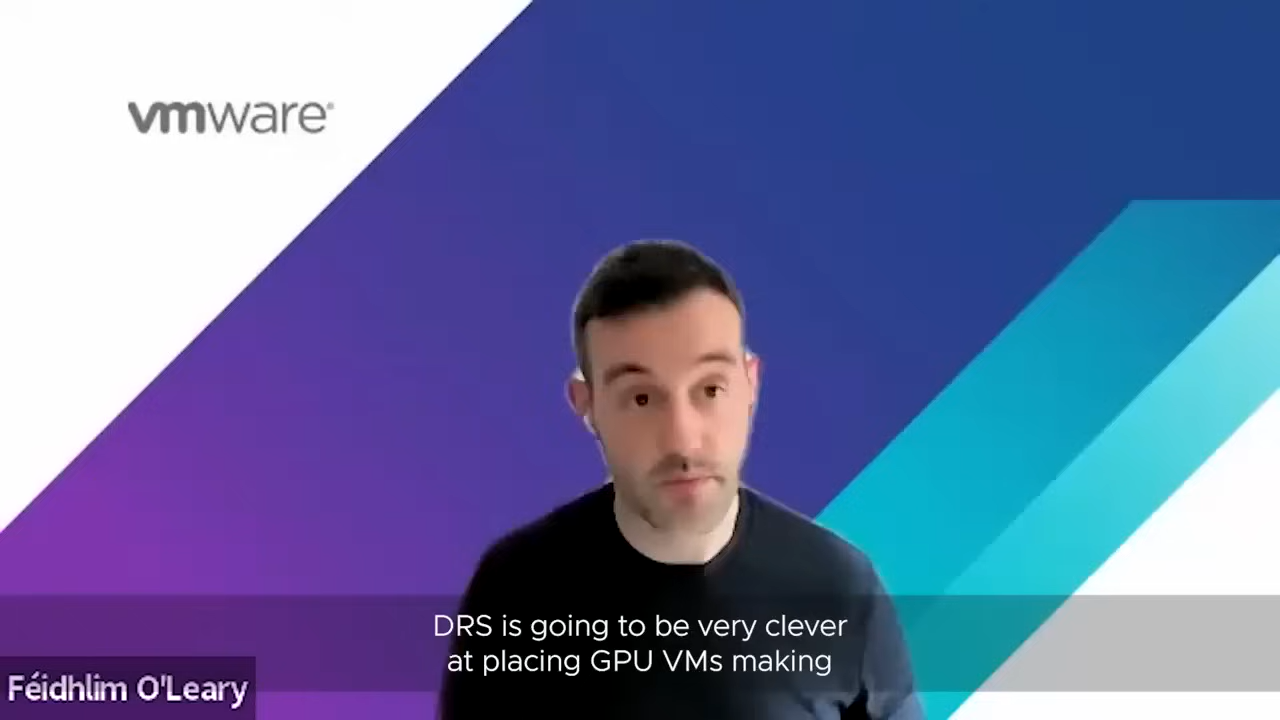 vmware®
DRS is going to be very clever
at placing GPU VMs making
Féidhlim O'Leary